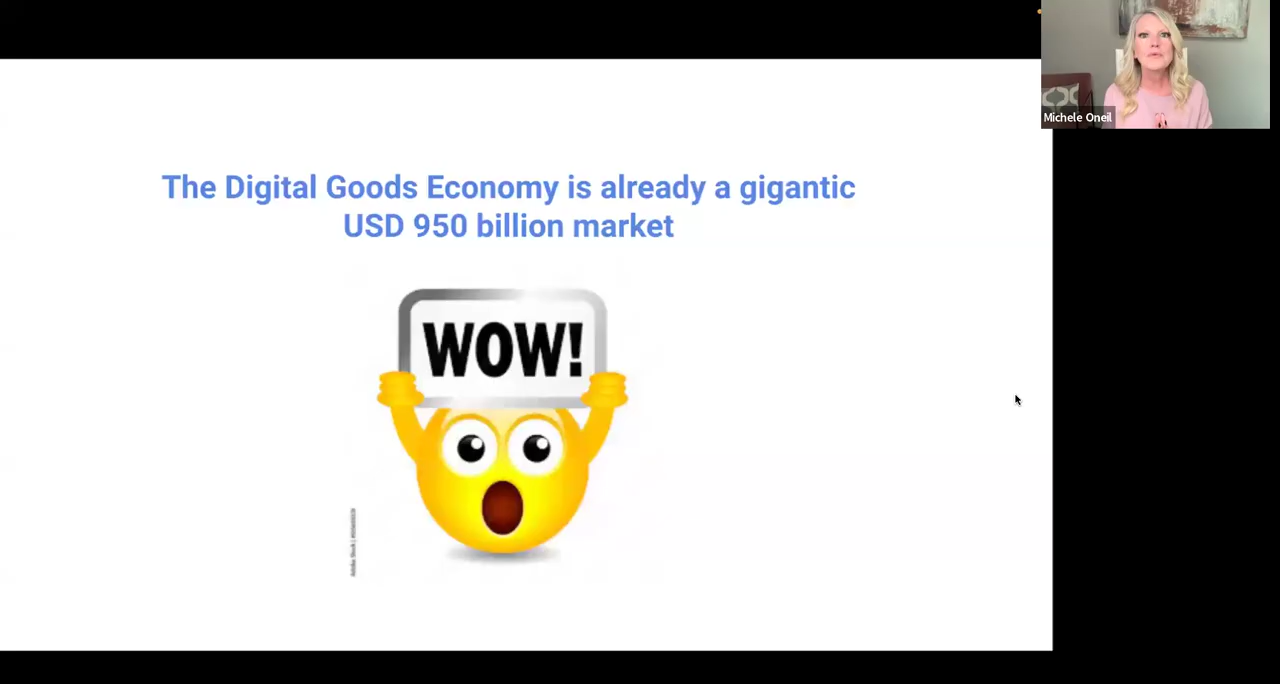 The Digital Goods Economy is already a gigantic
USD 950 billion market
WOW!
Michele Oneil